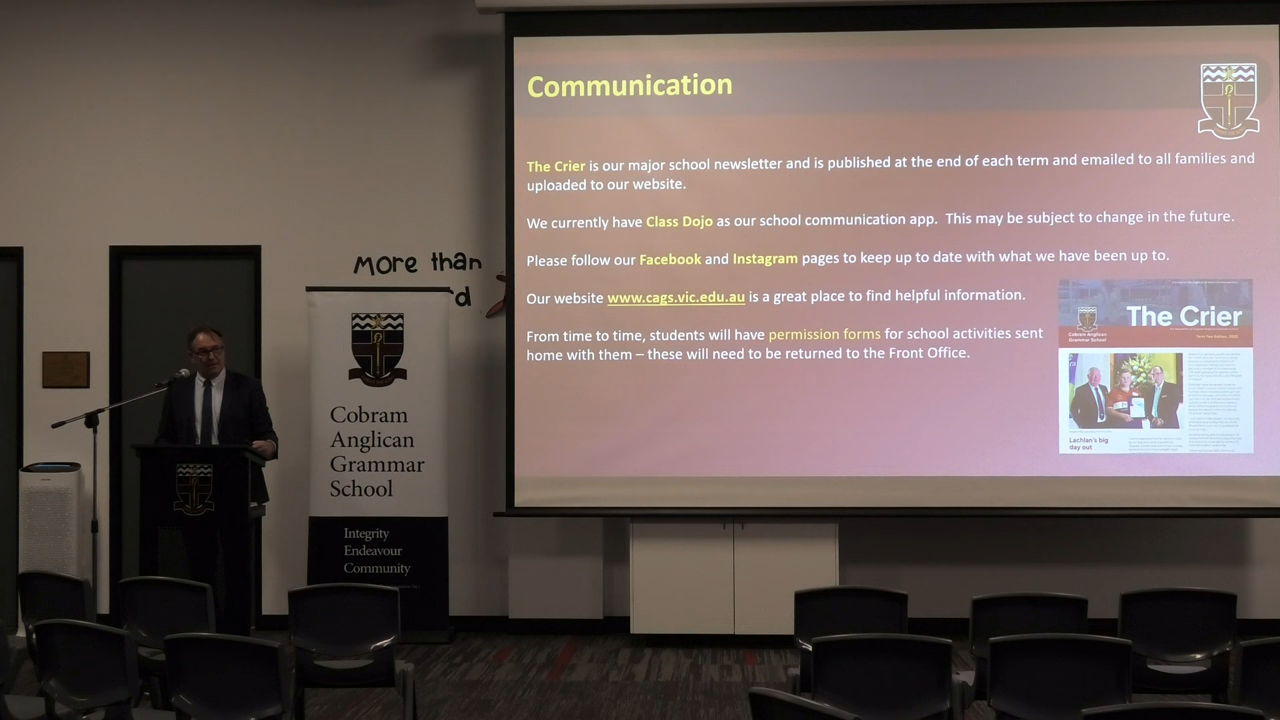 Communication
The Crier is our major school newsletter and is published at the end of each term and emailed to all families and
uploaded to our website.
We currently have Class Dojo as our school communication app.  This may be subject to change in the future.
Please follow our Facebook and Instagram pages to keep up to date with what we have been up to.
Our website www.cags.vic.edu.au is a great place to find helpful information.
From time to time, students will have permission forms for school activities sent
home with them – these will need to be returned to the Front Office.
The Crier
Cobram Anglican
Grammar School
Lachlan's big
day out
more than
Cobram
Anglican
Grammar
School
Integrity
Endeavour
Community